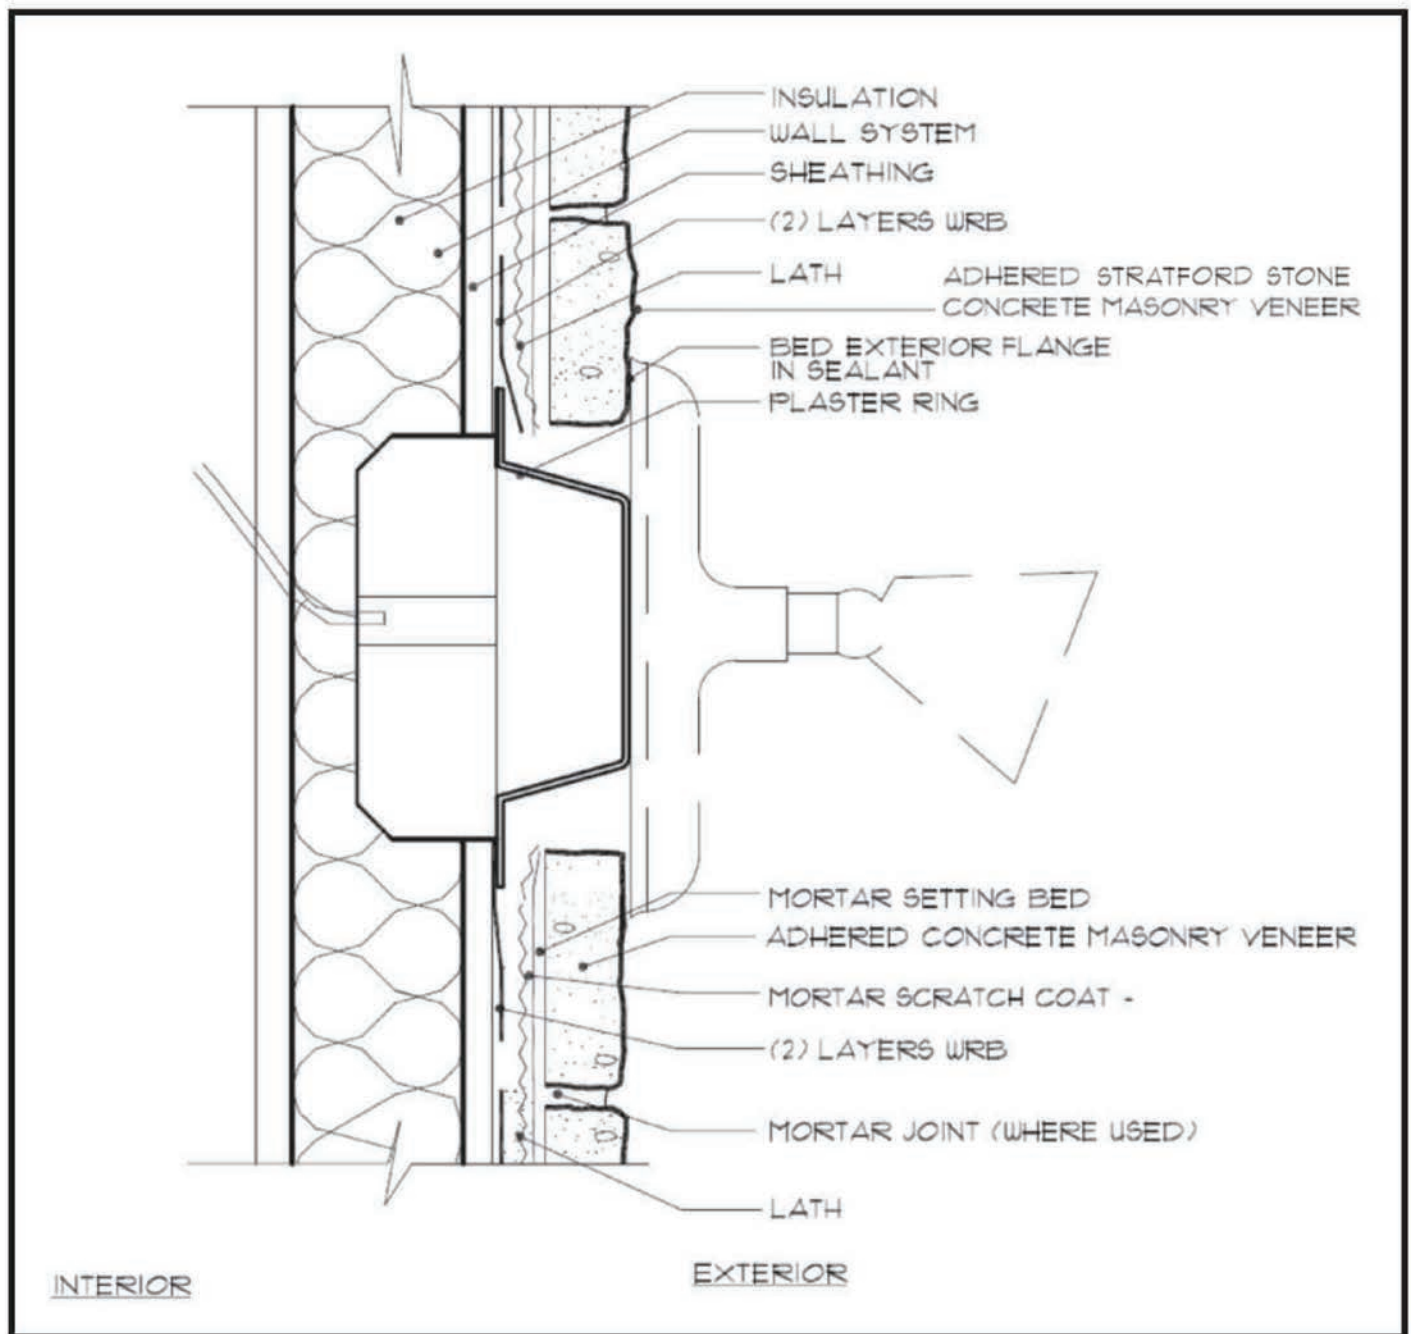 INSULATION
WALL SYSTEM
SHEATHING
(2) LAYERS WRB
LATH
ADHERED STRATFORD STONE
CONCRETE MASONRY VENEER
BED EXTERIOR FLANGE
IN SEALANT
PLASTER RING
MORTAR SETTING BED
ADHERED CONCRETE MASONRY VENEER
MORTAR SCRATCH COAT -
(2) LAYERS WRB
MORTAR JOINT (WHERE USED)
LATH
INTERIOR
EXTERIOR